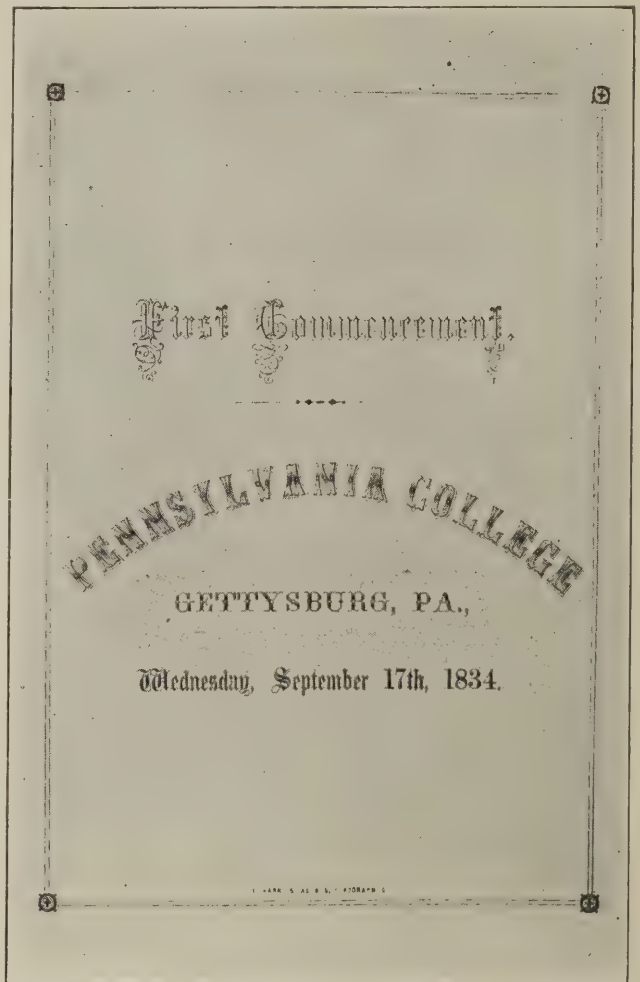 First Commencement,
PENNSYLVANIA COLLEGE
GETTYSBURG, PA.,
Wednesday, September 17th, 1834.